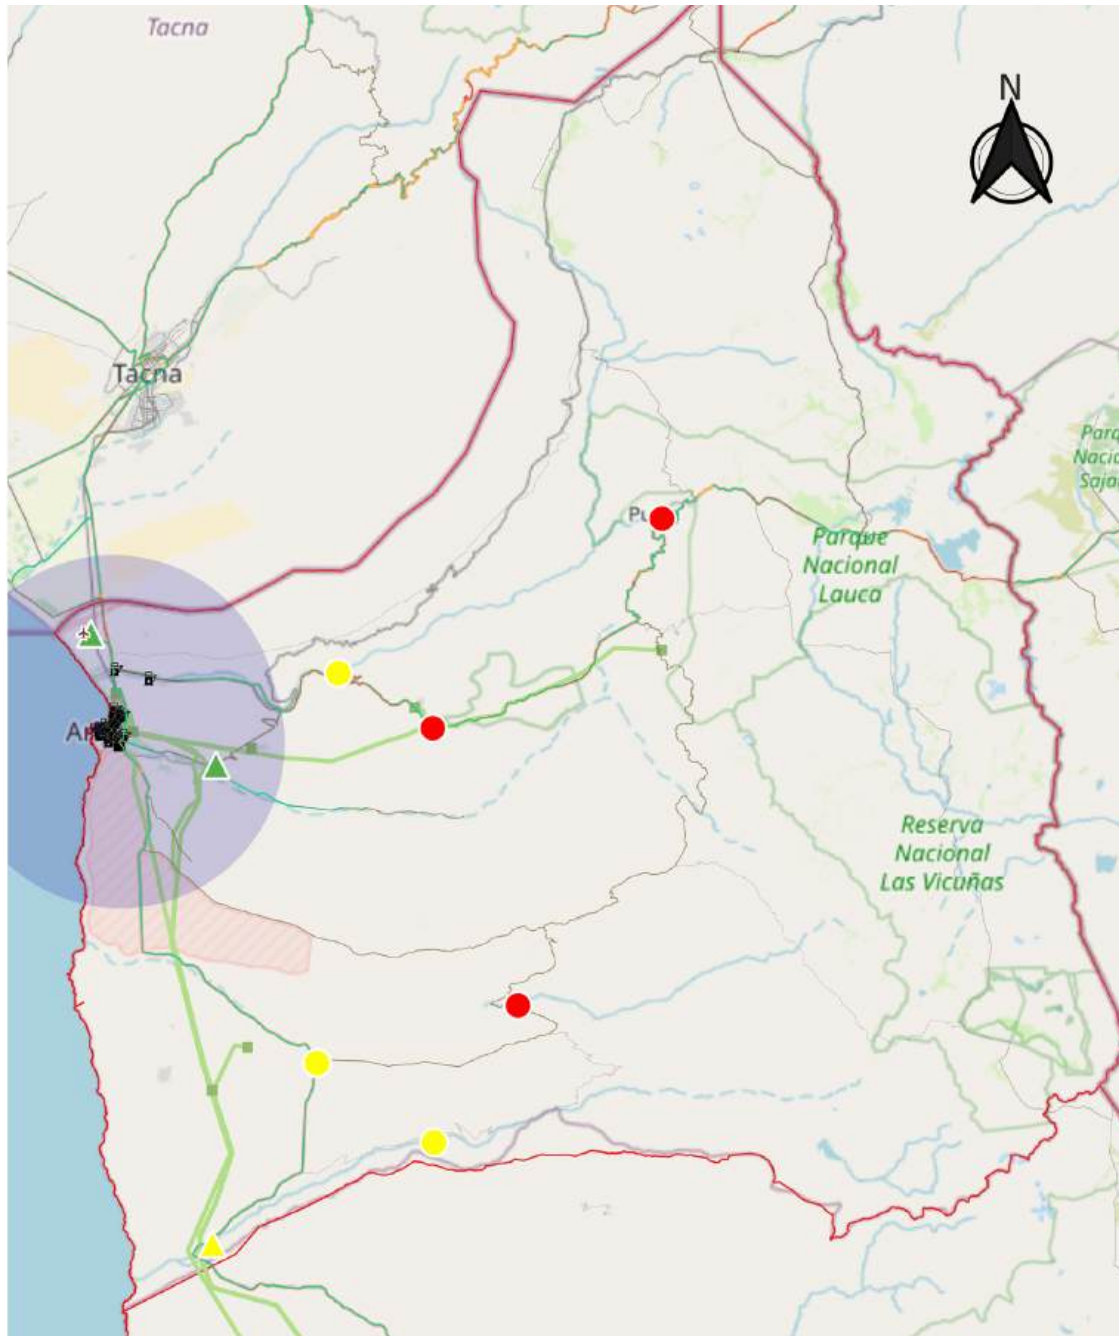 Tacna
N
Tacna
Parque
Nacional
Lauca
Reserva
Nacional
Las Vicuñas